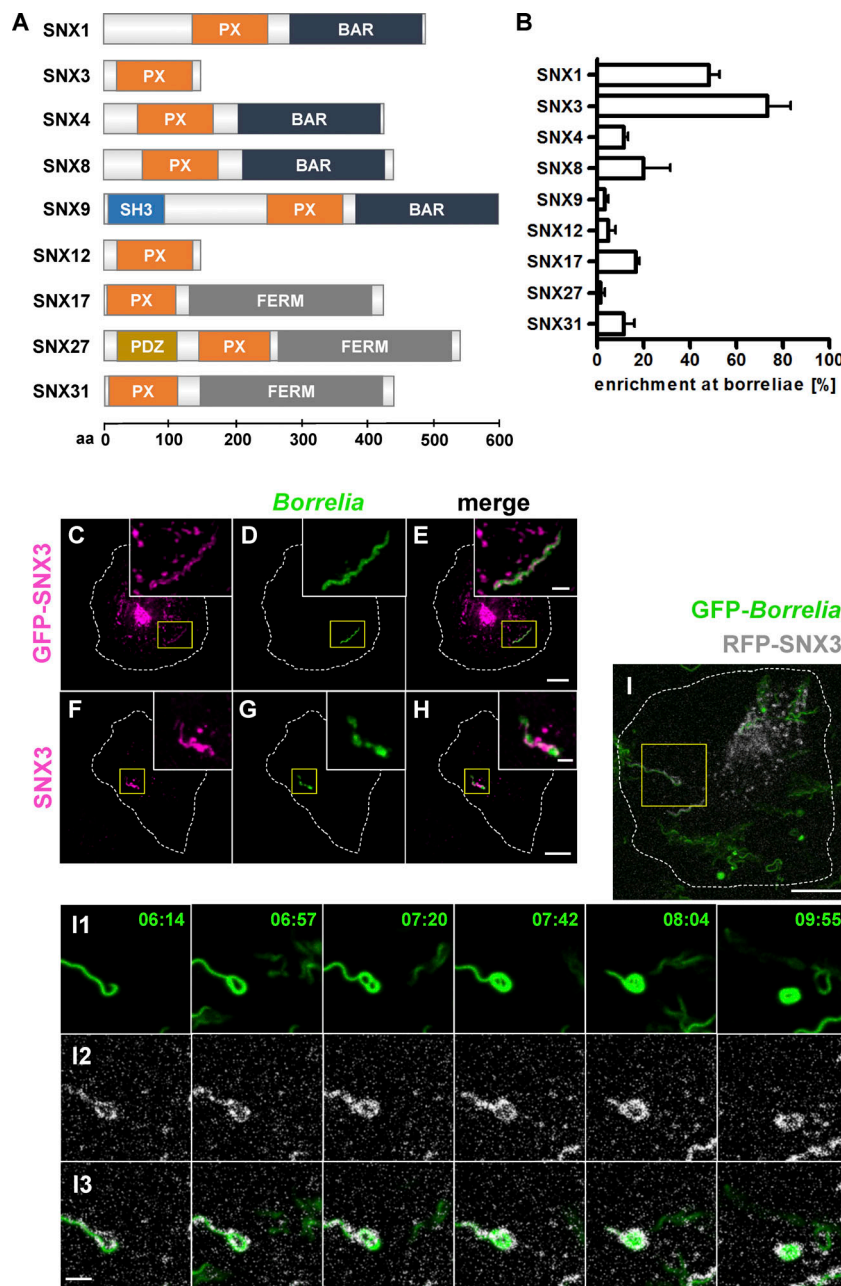 A
SNX1 PX BAR
SNX3 PX
SNX4 PX BAR
SNX8 PX BAR
SNX9 SH3 PX BAR
SNX12 PX
SNX17 PX FERM
SNX27 PDZ PX FERM
SNX31 PX FERM
aa 0 100 200 300 400 500 600
B
SNX1
SNX3
SNX4
SNX8
SNX9
SNX12
SNX17
SNX27
SNX31
0 20 40 60 80 100
enrichment at borreliae [%]
Borrelia merge
GFP-SNX3
C D E
SNX3
F G H
GFP-Borrelia
RFP-SNX3
I
I1 06:14 06:57 07:20 07:42 08:04 09:55
I2
I3